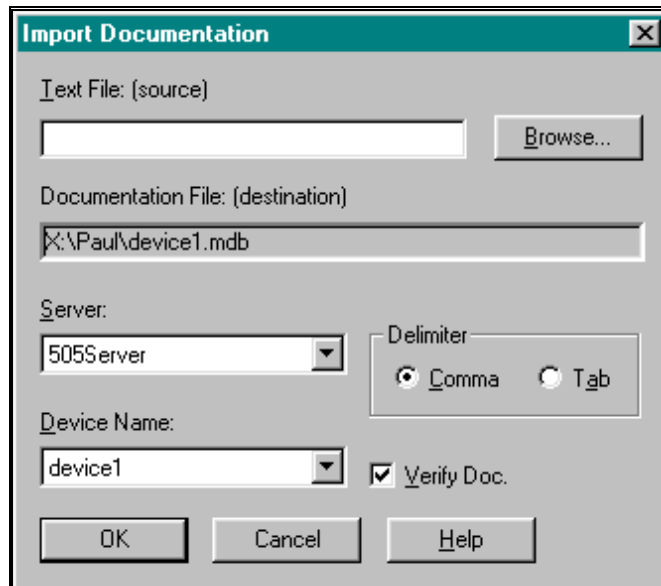 Import Documentation
Text File: (source)
Browse...
Documentation File: (destination)
X:\Paul\device1.mdb
Server:
505Server
Delimiter
Comma Tab
Device Name:
device1
Verify Doc.
OK Cancel Help